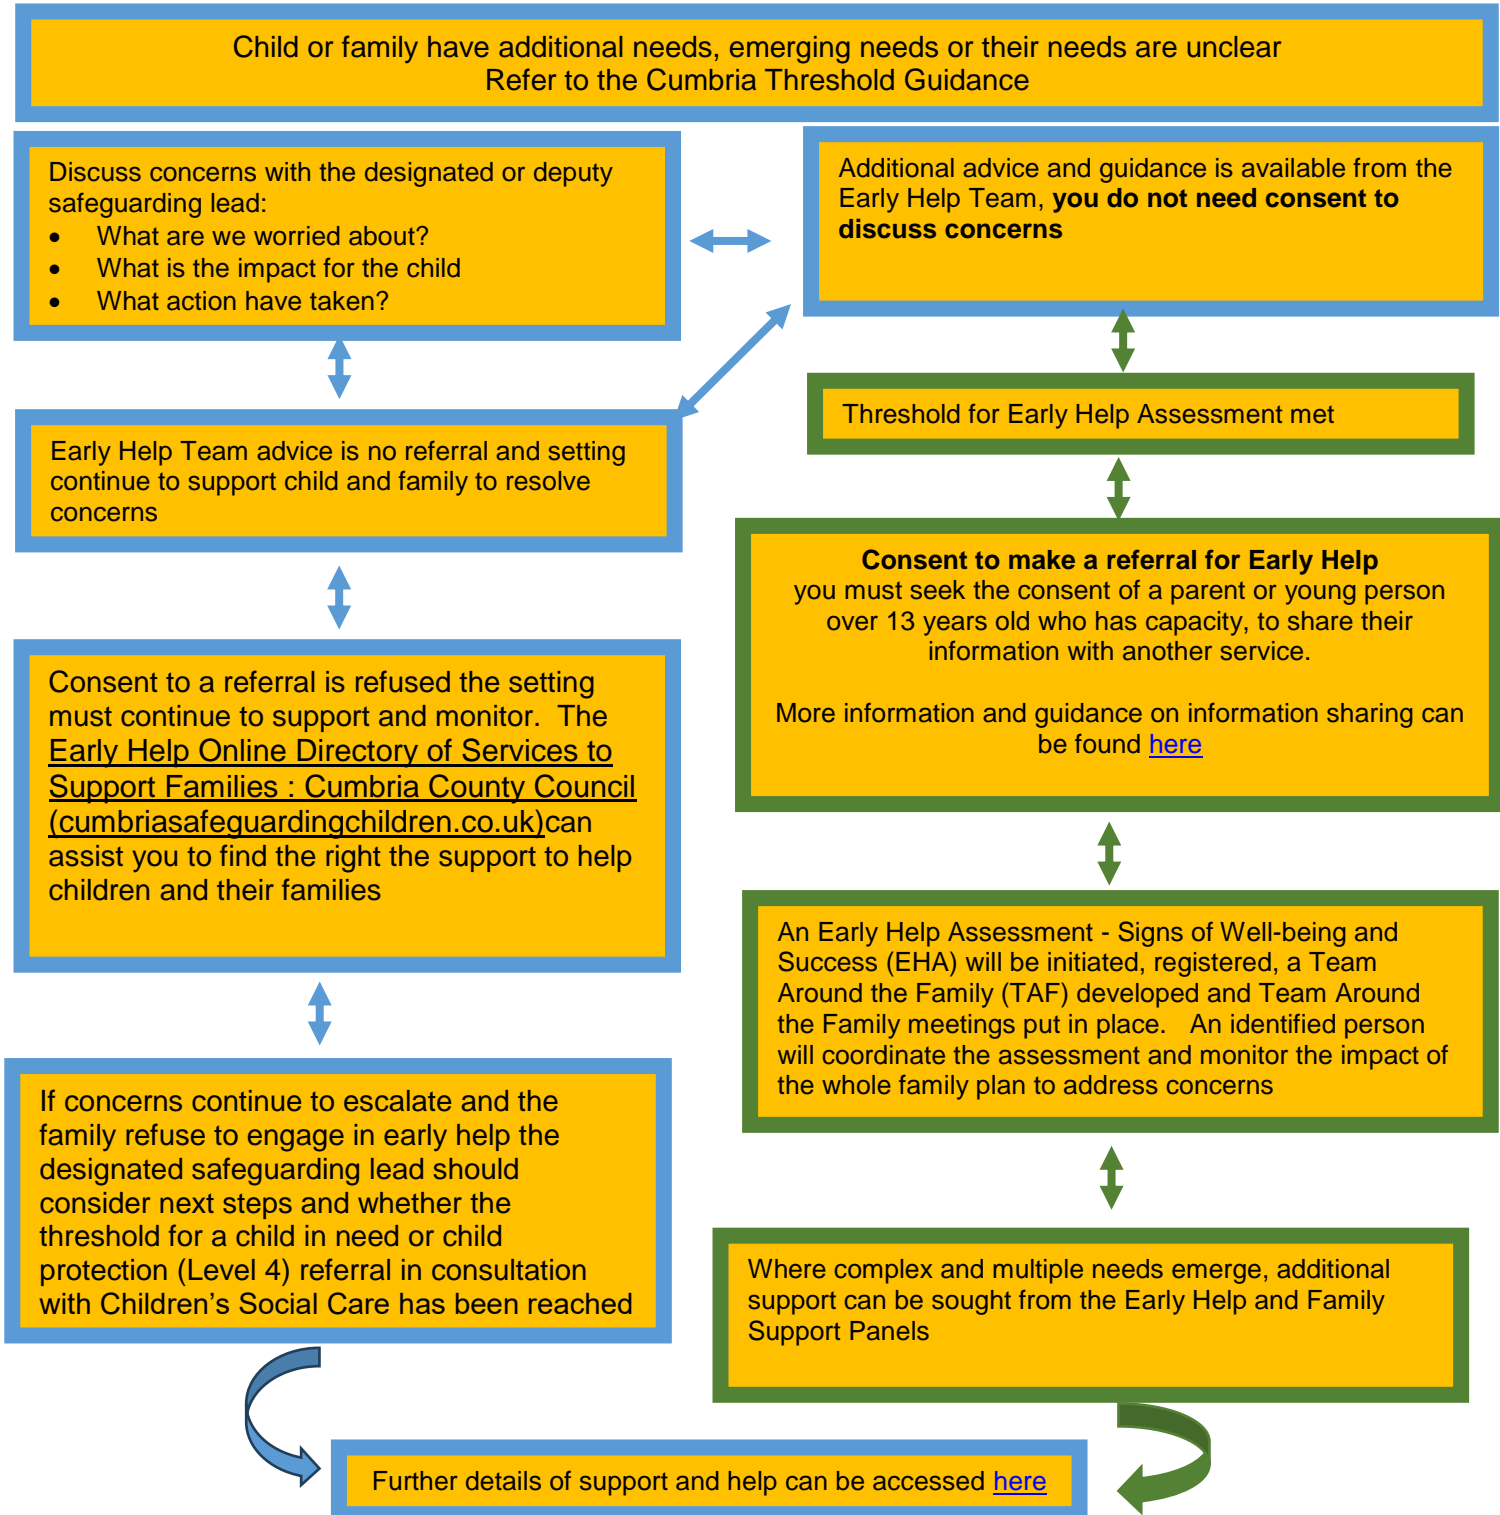 Child or family have additional needs, emerging needs or their needs are unclear
Refer to the Cumbria Threshold Guidance
Discuss concerns with the designated or deputy
safeguarding lead:
• What are we worried about?
• What is the impact for the child
• What action have taken?
Additional advice and guidance is available from the
Early Help Team, you do not need consent to
discuss concerns
Threshold for Early Help Assessment met
Early Help Team advice is no referral and setting
continue to support child and family to resolve
concerns
Consent to make a referral for Early Help
you must seek the consent of a parent or young person
over 13 years old who has capacity, to share their
information with another service.
More information and guidance on information sharing can
be found here
Consent to a referral is refused the setting
must continue to support and monitor. The
Early Help Online Directory of Services to
Support Families : Cumbria County Council
(cumbriasafeguardingchildren.co.uk)can
assist you to find the right the support to help
children and their families
An Early Help Assessment - Signs of Well-being and
Success (EHA) will be initiated, registered, a Team
Around the Family (TAF) developed and Team Around
the Family meetings put in place. An identified person
will coordinate the assessment and monitor the impact of
the whole family plan to address concerns
If concerns continue to escalate and the
family refuse to engage in early help the
designated safeguarding lead should
consider next steps and whether the
threshold for a child in need or child
protection (Level 4) referral in consultation
with Children’s Social Care has been reached
Where complex and multiple needs emerge, additional
support can be sought from the Early Help and Family
Support Panels
Further details of support and help can be accessed here